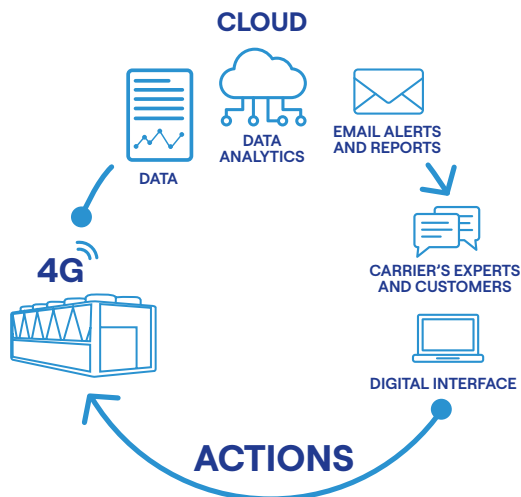 CLOUD
DATA
DATA
ANALYTICS
EMAIL ALERTS
AND REPORTS
4G
CARRIER'S EXPERTS
AND CUSTOMERS
DIGITAL INTERFACE
ACTIONS